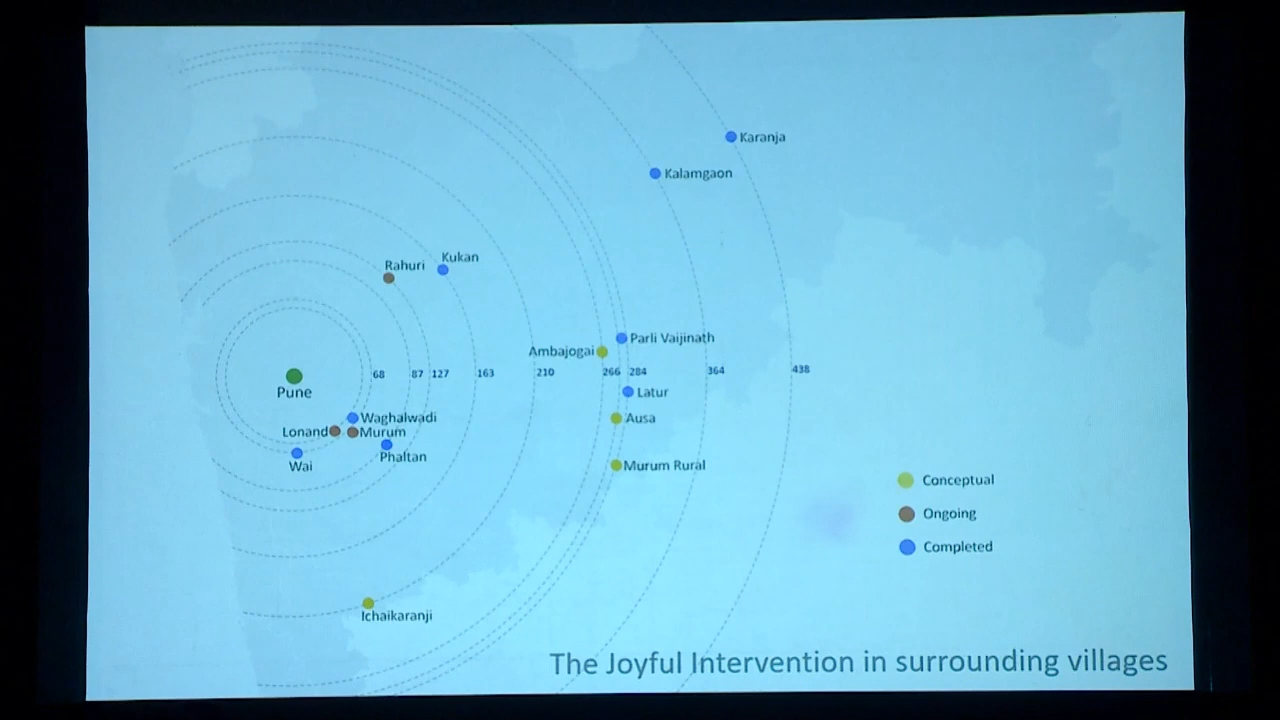 Karanja
Kalamgaon
Kukan
Rahuri
Parli Vaijinath
Ambajogai
68 87 127 163 210 266 284 364 438
Pune
Latur
Waghalwadi
Ausa
Lonand
Murum
Phaltan
Wai
Murum Rural
Conceptual
Ongoing
Completed
Ichaikaranji
The Joyful Intervention in surrounding villages